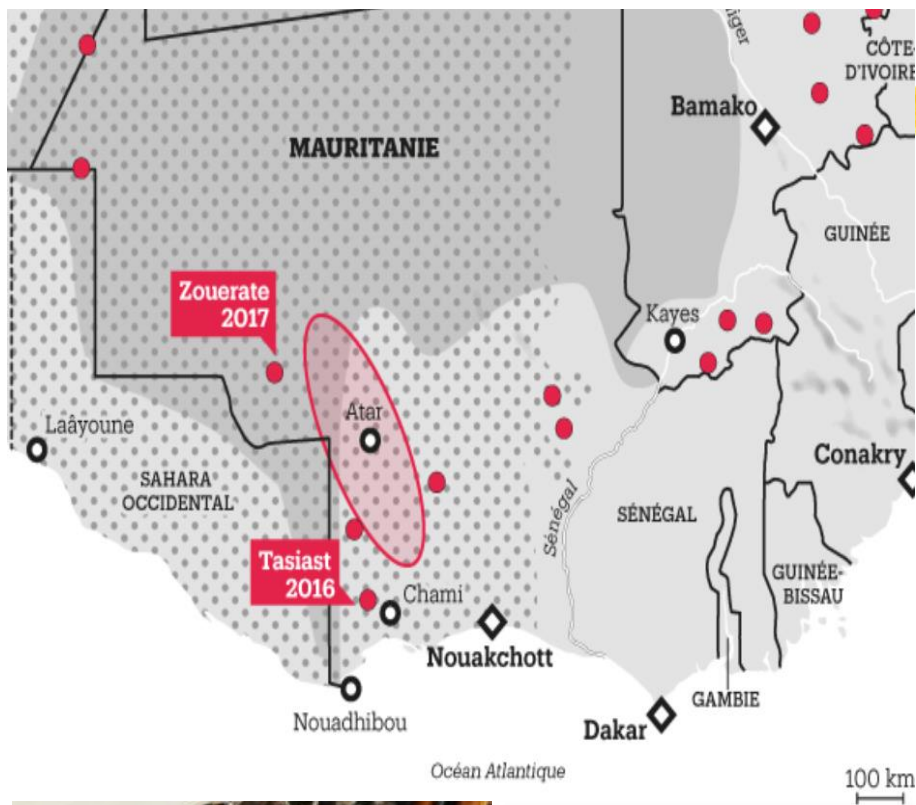 Niger
CÔTE-
D'IVOIRE
Bamako
MAURITANIE
GUINÉE
Zouerate
2017
Kayes
Atar
Laâyoune
Conakry
SAHARA
OCCIDENTAL
Sénégal
SÉNÉGAL
Tasiast
2016
Chami
GUINÉE-
BISSAU
Nouakchott
GAMBIE
Nouadhibou
Dakar
Océan Atlantique
100 km